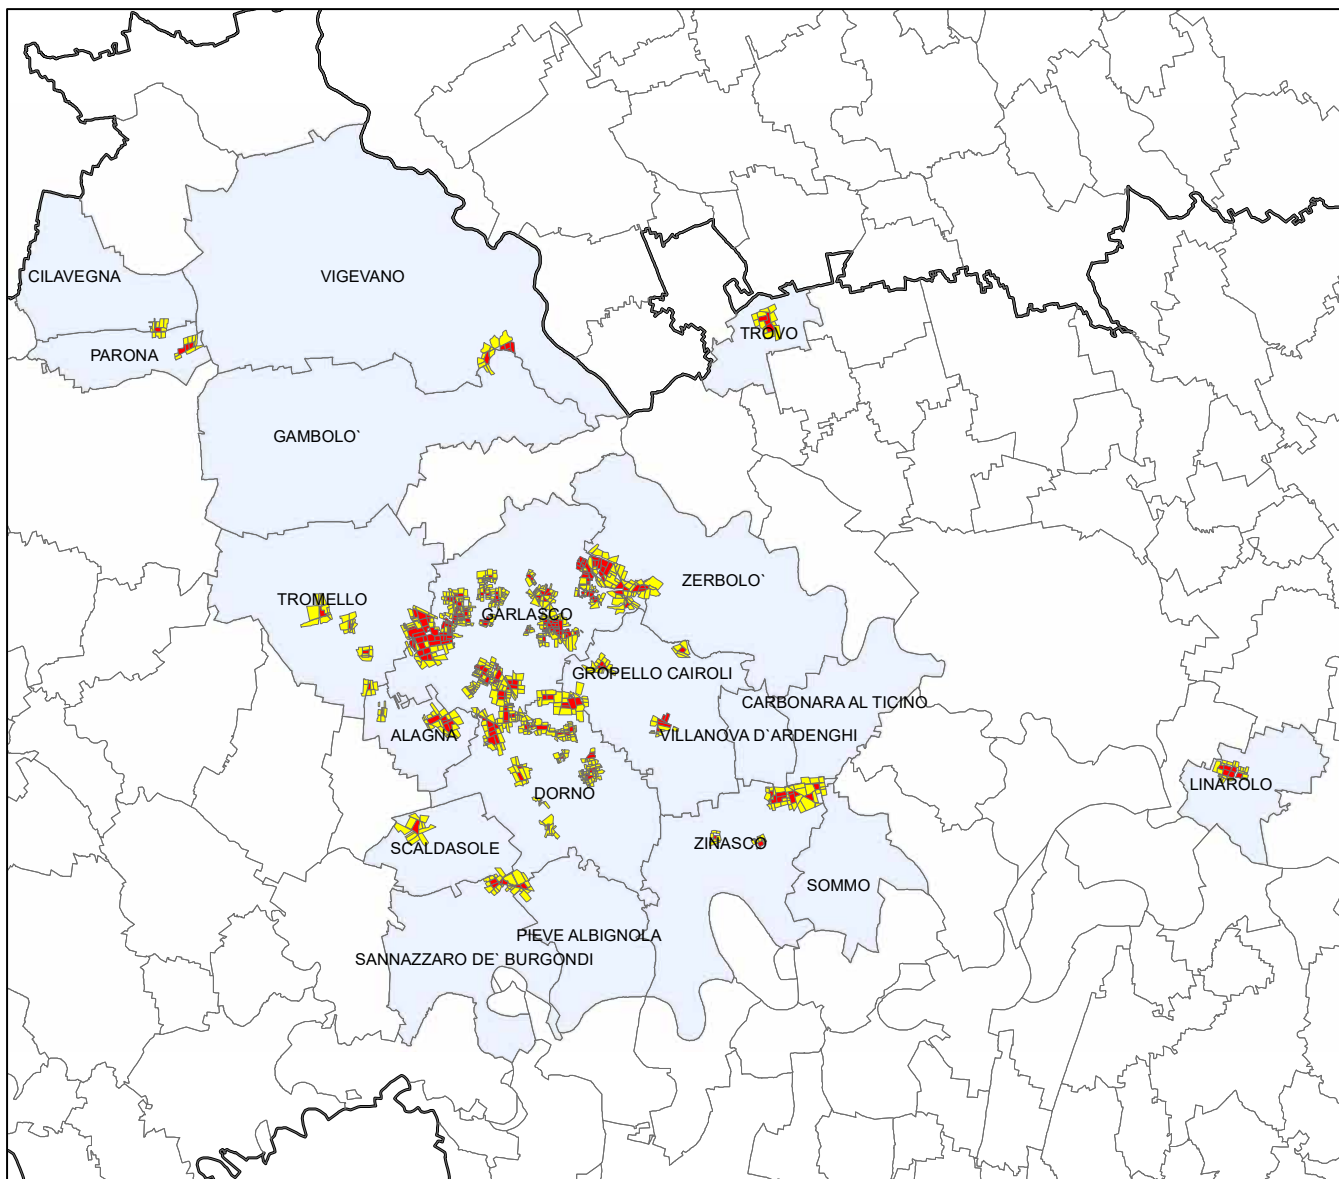 CILAVEGNA
VIGEVANO
TROVO
PARONA
GAMBOLO`
ZERBOLO`
TROMELLO
GARLASCO
GROPELLO CAIROLI
CARBONARA AL TICINO
ALAGNA
VILLANOVA D`ARDENGHI
LINAROLO
DORNO
ZINASCO
SCALDASOLE
SOMMO
PIEVE ALBIGNOLA
SANNAZZARO DE` BURGONDI